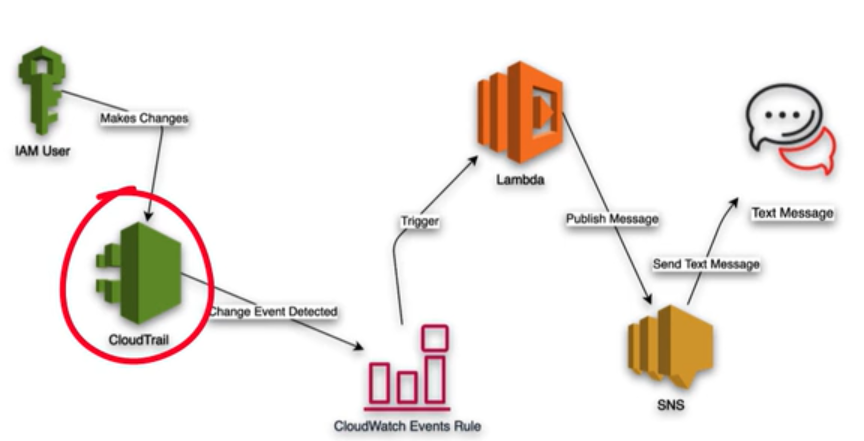 IAM User
Makes Changes
CloudTrail
Change Event Detected
CloudWatch Events Rule
Trigger
Lambda
Publish Message
SNS
Send Text Message
Text Message